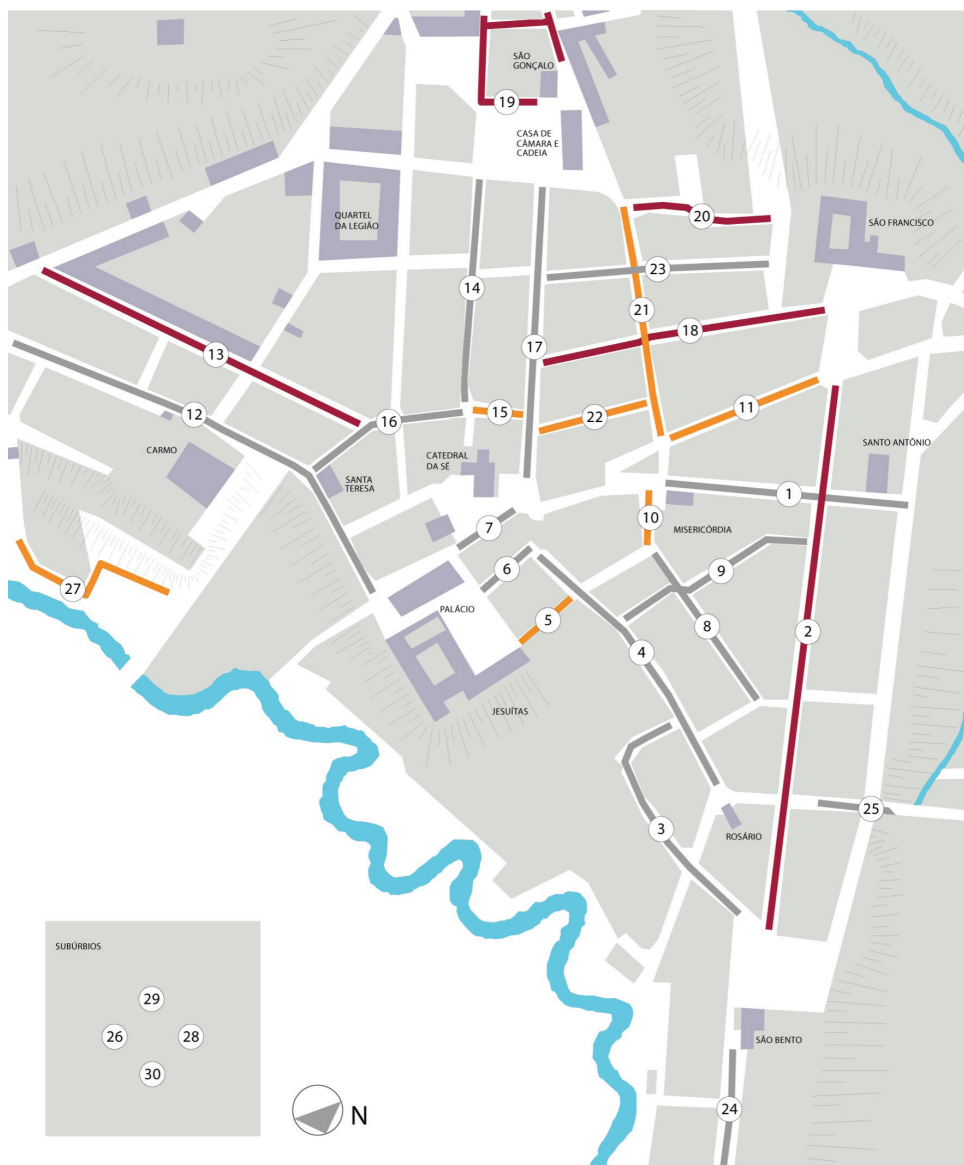 SÃO
GONÇALO
19
CASA DE
CÂMARA E
CADEIA
QUARTEL
DA LEGIÃO
20
SÃO FRANCISCO
23
14
21
18
17
13
12
16
15
22
11
CARMO
SANTA
TERESA
CATEDRAL
DA SÉ
SANTO ANTÔNIO
1
10
MISERICÓRDIA
7
6
9
27
PALÁCIO
5
8
4
2
JESUÍTAS
25
3
ROSÁRIO
SUBÚRBIOS
29
26
28
30
SÃO BENTO
N
24